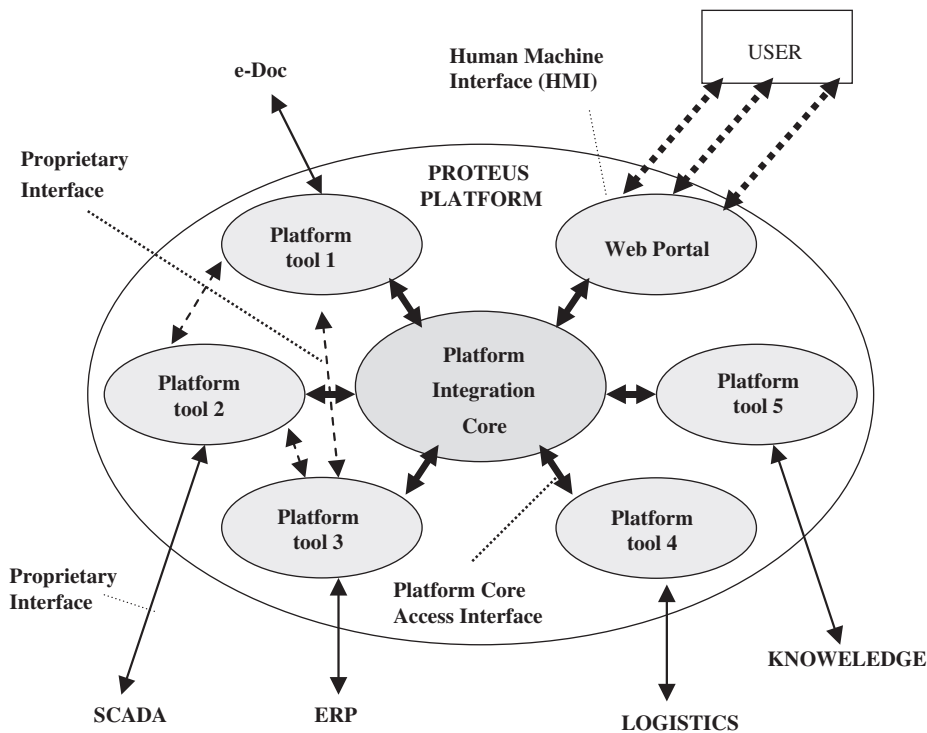 USER
Human Machine
Interface (HMI)
e-Doc
Proprietary
Interface
PROTEUS
PLATFORM
Platform
tool 1
Web Portal
Platform
Integration
Core
Platform
tool 2
Platform
tool 5
Platform
tool 3
Platform
tool 4
Proprietary
Interface
Platform Core
Access Interface
KNOWELEDGE
SCADA
ERP
LOGISTICS